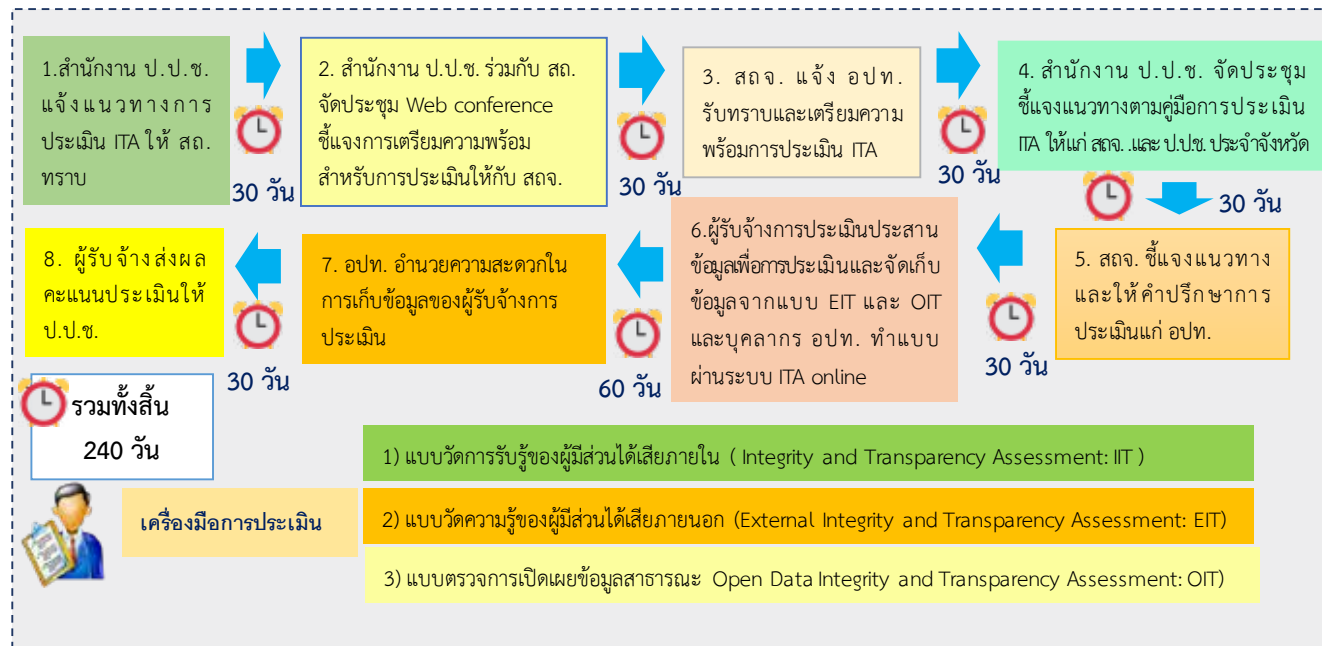 1.สำนักงาน ป.ป.ช.
แจ้งแนวทางการ
ประเมิน ITA ให้ สถ.
ทราบ
30 วัน
2. สำนักงาน ป.ป.ช. ร่วมกับ สถ.
จัดประชุม Web conference
ชี้แจงการเตรียมความพร้อม
สำหรับการประเมินให้กับ สถจ.
30 วัน
3. สถจ. แจ้ง อปท.
รับทราบและเตรียมความ
พร้อมการประเมิน ITA
30 วัน
4. สำนักงาน ป.ป.ช. จัดประชุม
ชี้แจงแนวทางตามคู่มือการประเมิน
ITA ให้แก่ สถจ. .และ ป.ป.ช. ประจำจังหวัด
30 วัน
5. สถจ. ชี้แจงแนวทาง
และให้คำปรึกษาการ
ประเมินแก่ อปท.
30 วัน
6.ผู้รับจ้างการประเมินประสาน
ข้อมูลเพื่อการประเมินและจัดเก็บ
ข้อมูลจากแบบ EIT และ OIT
และบุคลากร อปท. ทำแบบ
ผ่านระบบ ITA online
60 วัน
7. อปท. อำนวยความสะดวกใน
การเก็บข้อมูลของผู้รับจ้างการ
ประเมิน
30 วัน
8. ผู้รับจ้างส่งผล
คะแนนประเมินให้
ป.ป.ช.
รวมทั้งสิ้น
240 วัน
เครื่องมือการประเมิน
1) แบบวัดการรับรู้ของผู้มีส่วนได้เสียภายใน ( Integrity and Transparency Assessment: IIT )
2) แบบวัดความรู้ของผู้มีส่วนได้เสียภายนอก (External Integrity and Transparency Assessment: EIT)
3) แบบตรวจการเปิดเผยข้อมูลสาธารณะ Open Data Integrity and Transparency Assessment: OIT)